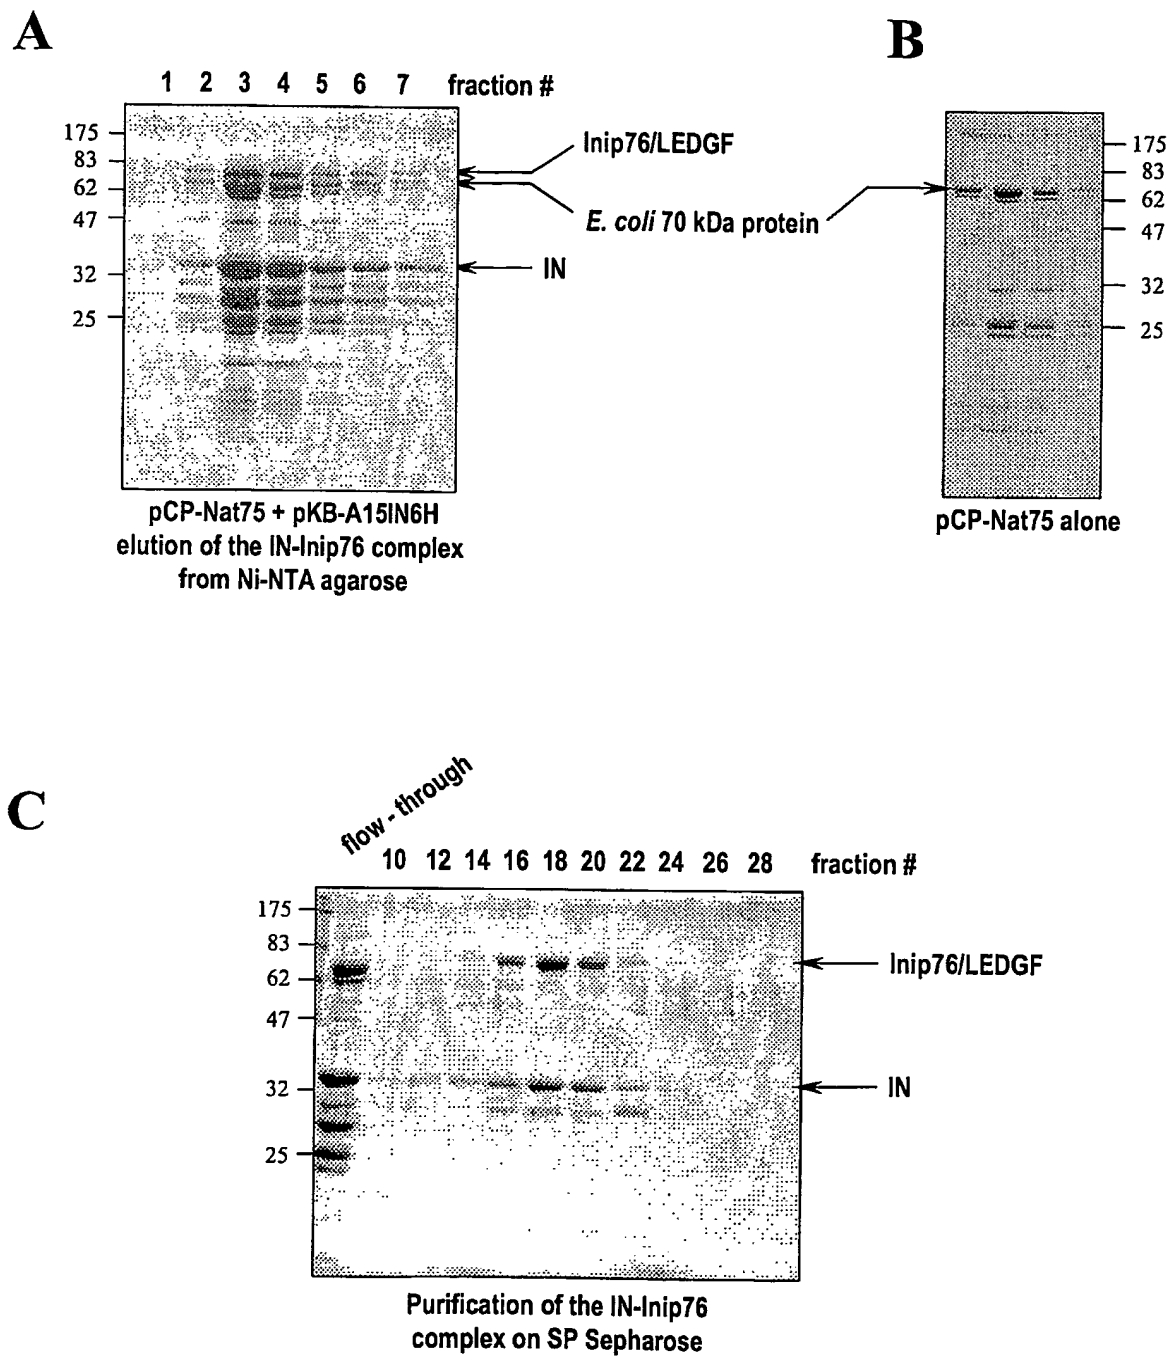 A
B
1 2 3 4 5 6 7 fraction #
175
83
62
47
32
25
Inip76/LEDGF
E. coli 70 kDa protein
IN
175
83
62
47
32
25
pCP-Nat75 + pKB-A15IN6H
elution of the IN-Inip76 complex
from Ni-NTA agarose
pCP-Nat75 alone
C
flow - through
10 12 14 16 18 20 22 24 26 28 fraction #
175
83
62
47
32
25
Inip76/LEDGF
IN
Purification of the IN-Inip76
complex on SP Sepharose